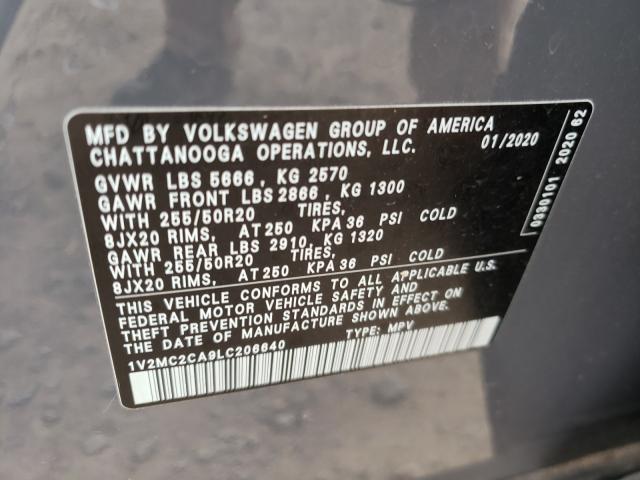 MFD BY VOLKSWAGEN GROUP OF AMERICA
CHATTANOOGA OPERATIONS, LLC. 01/2020
GVWR LBS 5666 , KG 2570
GAWR FRONT LBS 2866 , KG 1300
WITH 255/50R20 TIRES,
8JX20 RIMS, AT 250 KPA 36 PSI COLD
GAWR REAR LBS 2910, KG 1320
WITH 255/50R20 TIRES,
8JX20 RIMS, AT 250 KPA 36 PSI COLD
THIS VEHICLE CONFORMS TO ALL APPLICABLE U.S.
FEDERAL MOTOR VEHICLE SAFETY AND
THEFT PREVENTION STANDARDS IN EFFECT ON
THE DATE OF MANUFACTURE SHOWN ABOVE.
1V2MC2CA9LC206640 TYPE: MPV
0380101 2020 62